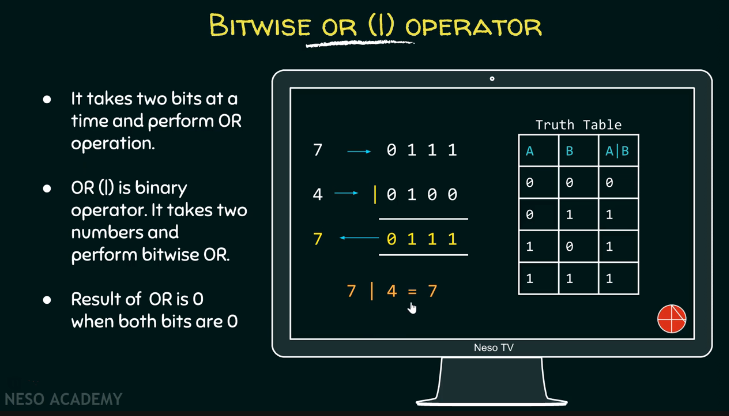 BITWISE OR (|) OPERATOR
● It takes two bits at a
time and perform OR
operation.
● OR (|) is binary
operator. It takes two
numbers and
perform bitwise OR.
● Result of OR is 0
when both bits are 0
7 → 0 1 1 1
4 → | 0 1 0 0
7 ← 0 1 1 1
7 | 4 = 7
Truth Table
A B A|B
0 0 0
0 1 1
1 0 1
1 1 1
Neso TV
NESO ACADEMY